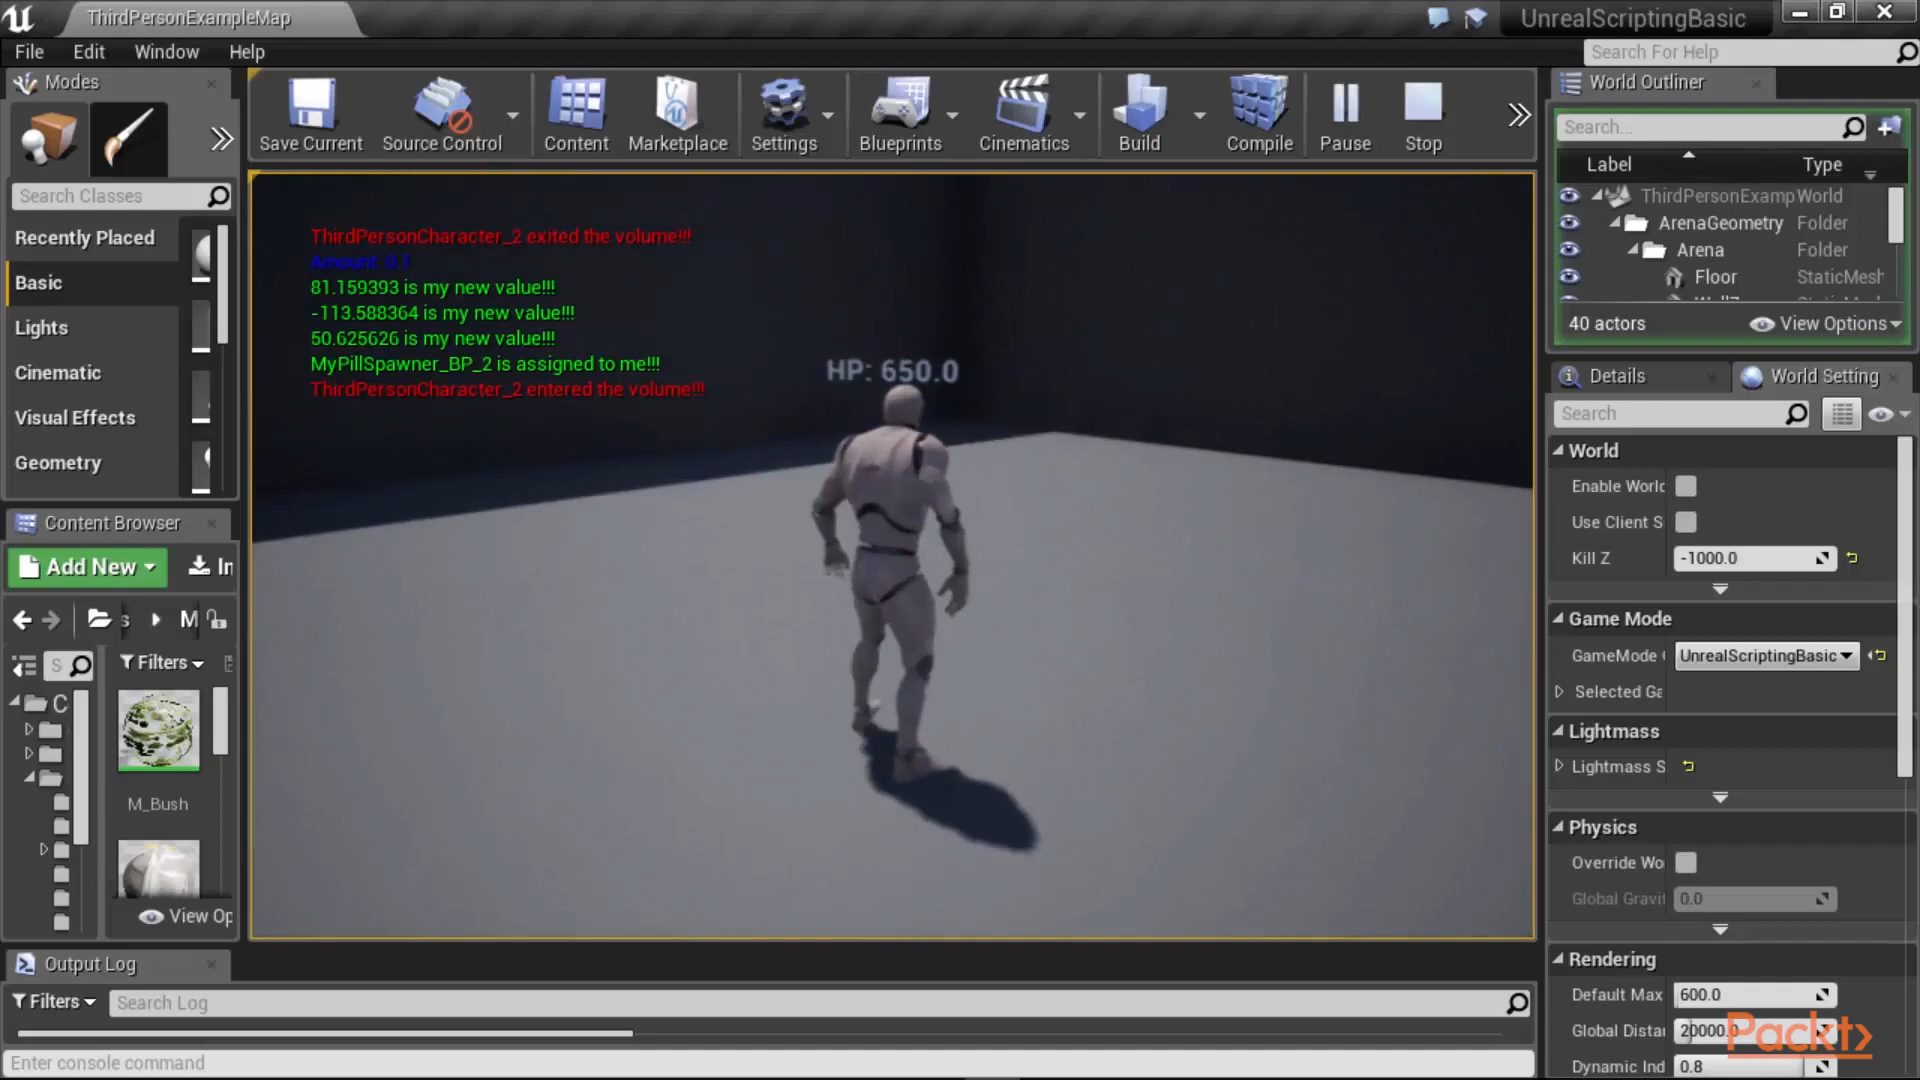 ThirdPersonExampleMap
UnrealScriptingBasic
File Edit Window Help
Search For Help
Modes
Save Current
Source Control
Content
Marketplace
Settings
Blueprints
Cinematics
Build
Compile
Pause
Stop
World Outliner
Search...
Label Type
ThirdPersonExamp World
ArenaGeometry Folder
Arena Folder
Floor StaticMesh
40 actors
View Options
Search Classes
Recently Placed
Basic
Lights
Cinematic
Visual Effects
Geometry
ThirdPersonCharacter_2 exited the volume!!!
Amount: 0.1
81.159393 is my new value!!!
-113.588364 is my new value!!!
50.625626 is my new value!!!
MyPillSpawner_BP_2 is assigned to me!!!
ThirdPersonCharacter_2 entered the volume!!!
HP: 650.0
Details
World Setting
Search
World
Enable World
Use Client S
Kill Z -1000.0
Game Mode
GameMode UnrealScriptingBasic
Selected Ga
Lightmass
Lightmass S
Physics
Override Wo
Global Gravit 0.0
Rendering
Default Max 600.0
Global Distan 20000.0
Dynamic Ind 0.8
Content Browser
Add New
In
s M
S
Filters
C
M_Bush
View Op
Output Log
Filters
Search Log
Enter console command
Packt>